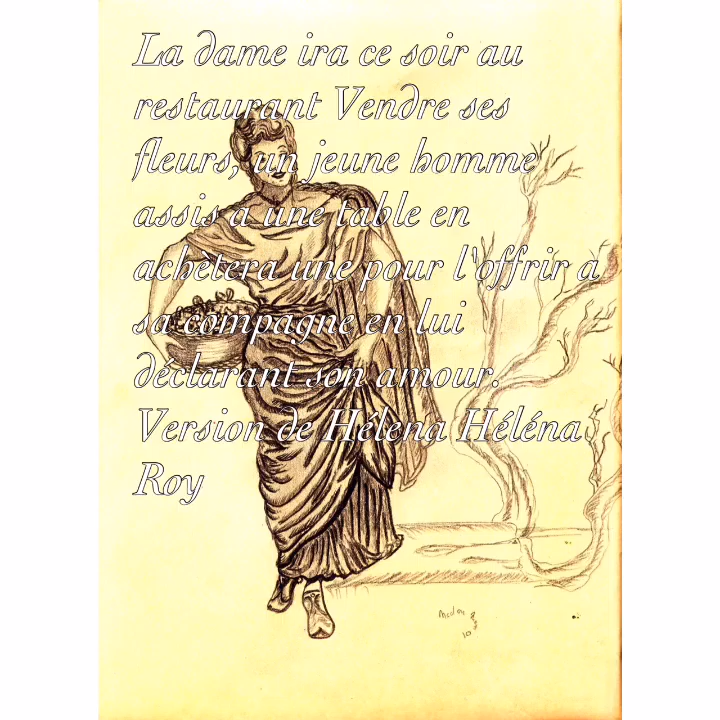 La dame ira ce soir au
restaurant Vendre ses
fleurs, un jeune homme
assis a une table en
achètera une pour l'offrir a
sa compagne en lui
déclarant son amour.
Version de Hélena Héléna
Roy
10